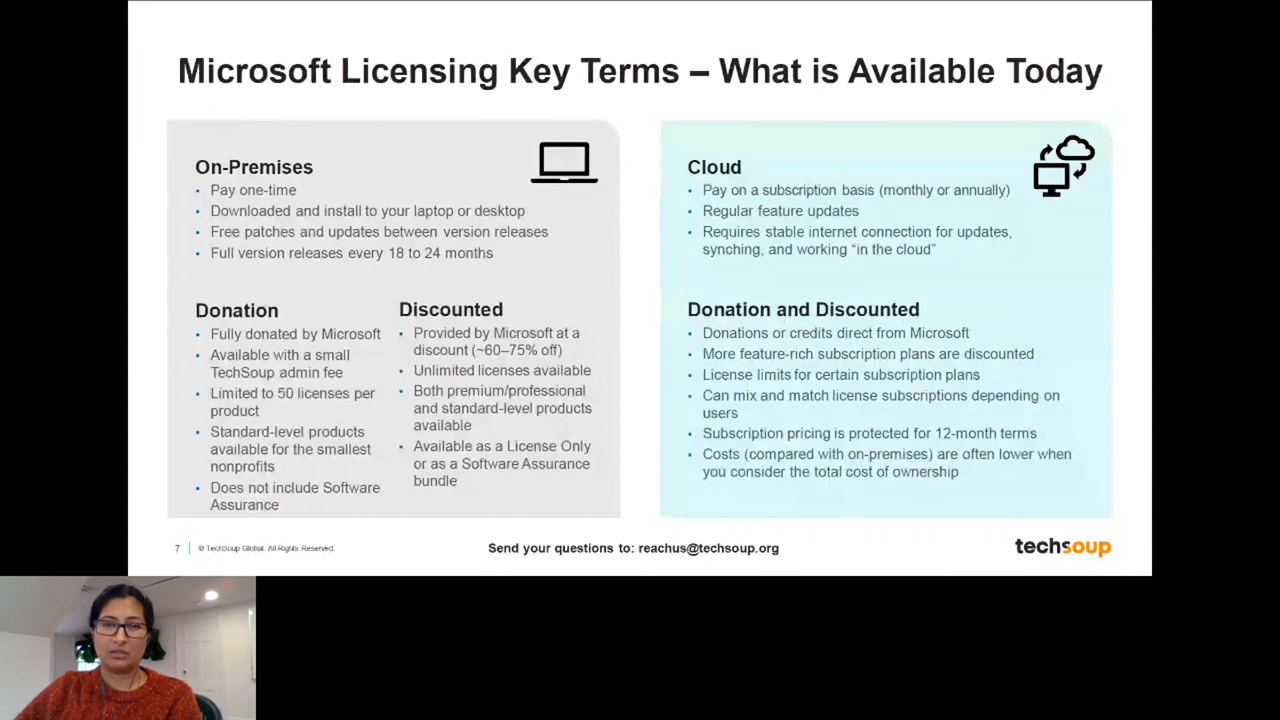 Microsoft Licensing Key Terms – What is Available Today
On-Premises
• Pay one-time
• Downloaded and install to your laptop or desktop
• Free patches and updates between version releases
• Full version releases every 18 to 24 months
Donation
• Fully donated by Microsoft
• Available with a small
TechSoup admin fee
• Limited to 50 licenses per
product
• Standard-level products
available for the smallest
nonprofits
• Does not include Software
Assurance
Discounted
• Provided by Microsoft at a
discount (~60–75% off)
• Unlimited licenses available
• Both premium/professional
and standard-level products
available
• Available as a License Only
or as a Software Assurance
bundle
Cloud
• Pay on a subscription basis (monthly or annually)
• Regular feature updates
• Requires stable internet connection for updates,
synching, and working “in the cloud”
Donation and Discounted
• Donations or credits direct from Microsoft
• More feature-rich subscription plans are discounted
• License limits for certain subscription plans
• Can mix and match license subscriptions depending on
users
• Subscription pricing is protected for 12-month terms
• Costs (compared with on-premises) are often lower when
you consider the total cost of ownership
7 | © TechSoup Global. All Rights Reserved.
Send your questions to: reachus@techsoup.org
techsoup